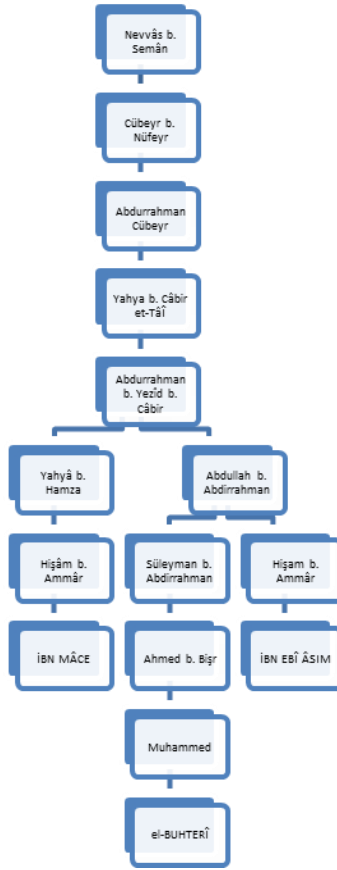 Nevvâs b.
Semân
Cübeyr b.
Nüfeyr
Abdurrahman
Cübeyr
Yahya b. Câbir
et-Tâî
Abdurrahman
b. Yezîd b.
Câbir
Yahyâ b.
Hamza
Abdullah b.
Abdirrahman
Hişâm b.
Ammâr
Süleyman b.
Abdirrahman
Hişam b.
Ammâr
İBN MÂCE
Ahmed b. Bişr
İBN EBÎ ÂSIM
Muhammed
el-BUHTERÎ